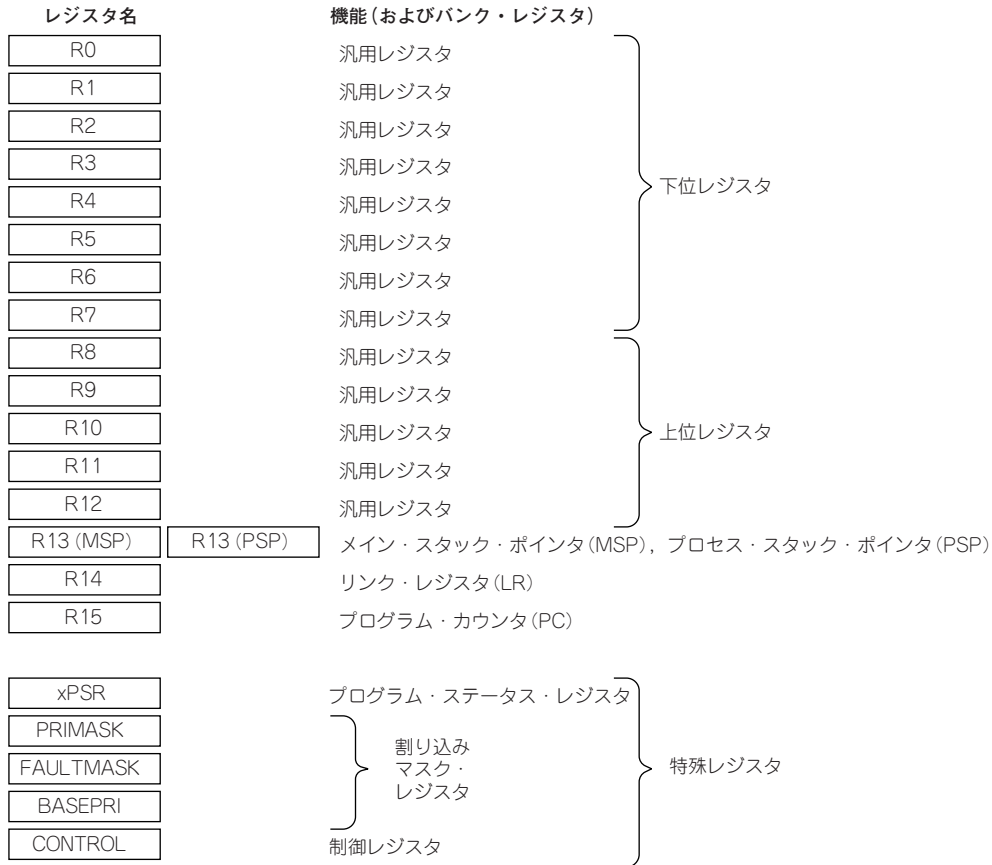 レジスタ名 機能(およびバンク・レジスタ)
R0 汎用レジスタ
R1 汎用レジスタ
R2 汎用レジスタ
R3 汎用レジスタ
下位レジスタ
R4 汎用レジスタ
R5 汎用レジスタ
R6 汎用レジスタ
R7 汎用レジスタ
R8 汎用レジスタ
R9 汎用レジスタ
R10 汎用レジスタ 上位レジスタ
R11 汎用レジスタ
R12 汎用レジスタ
R13(MSP) R13(PSP) メイン・スタック・ポインタ(MSP),プロセス・スタック・ポインタ(PSP)
R14 リンク・レジスタ(LR)
R15 プログラム・カウンタ(PC)
xPSR プログラム・ステータス・レジスタ
PRIMASK
FAULTMASK
BASEPRI
割り込み
マスク・
レジスタ
特殊レジスタ
CONTROL 制御レジスタ